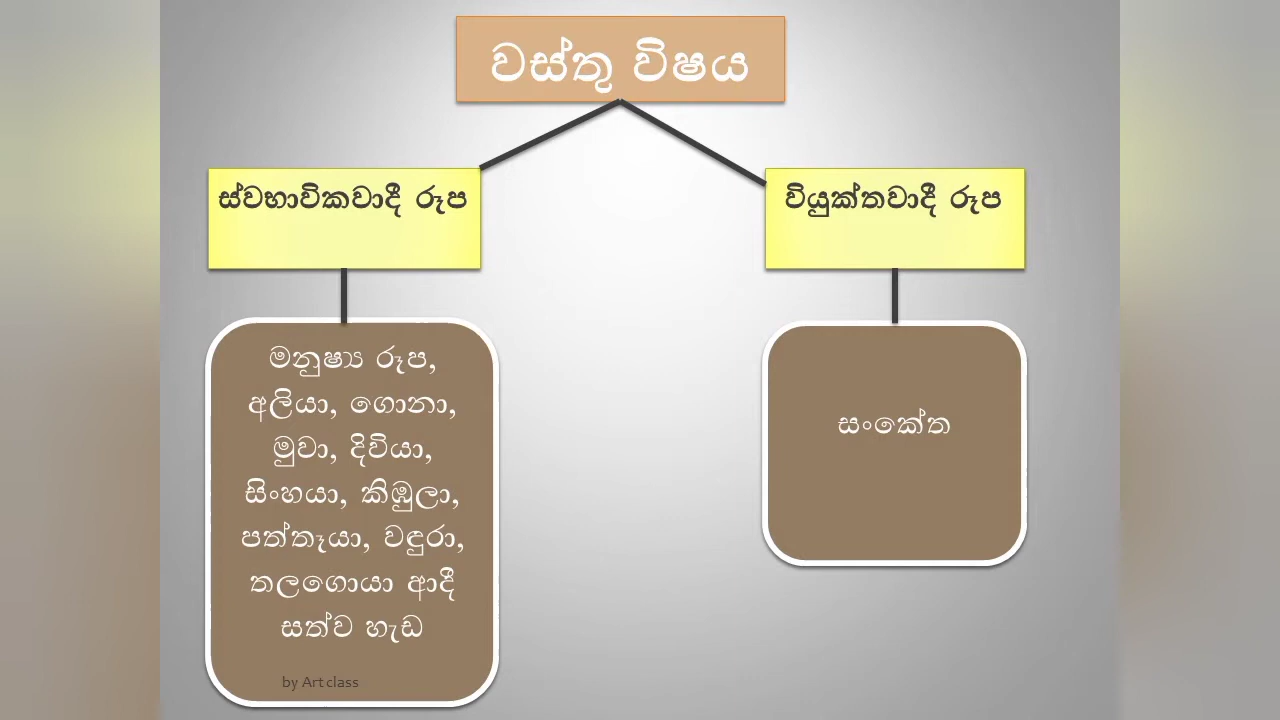 වස්තු විෂය
ස්වභාවිකවාදී රූප
වියුක්තවාදී රූප
මනුෂ්‍ය රූප,
අලියා, ගොනා,
මුවා, දිවියා,
සිංහයා, කිඹුලා,
පත්තෑයා, වඳුරා,
තලගොයා ආදී
සත්ව හැඩ
සංකේත
by Art class